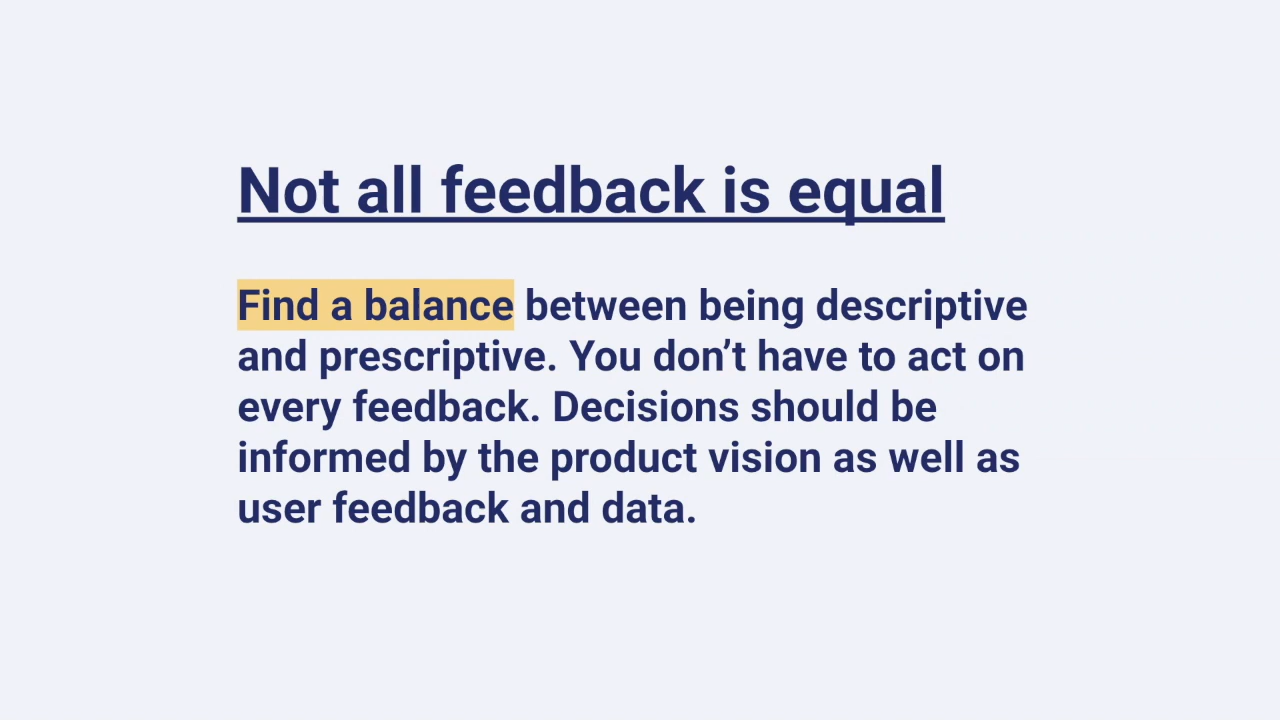 Not all feedback is equal
Find a balance between being descriptive
and prescriptive. You don’t have to act on
every feedback. Decisions should be
informed by the product vision as well as
user feedback and data.